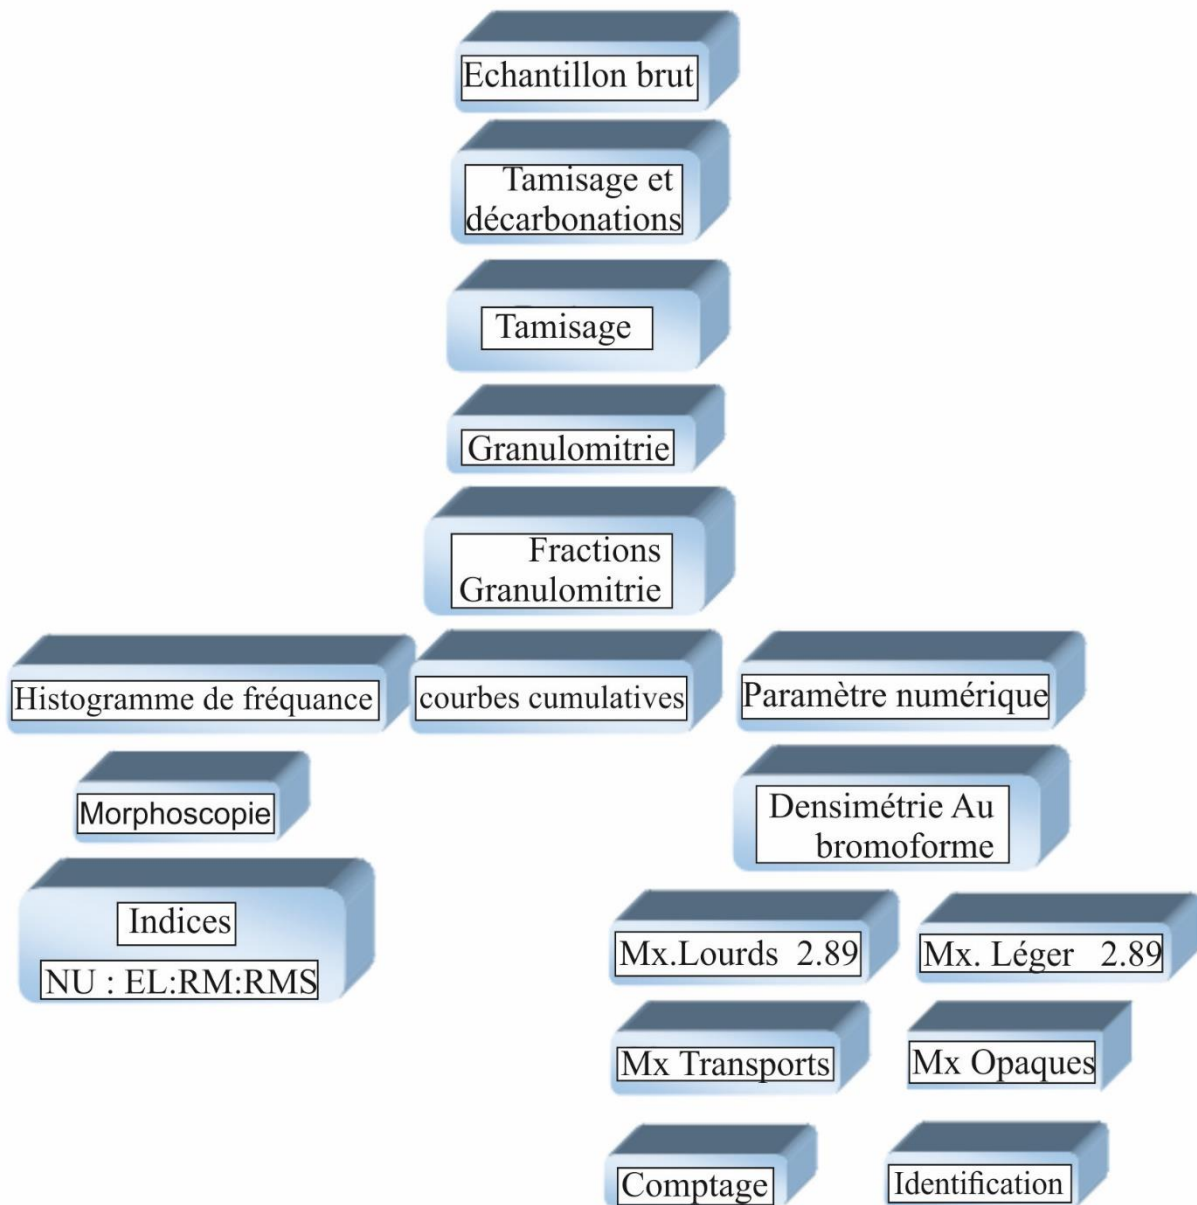 Echantillon brut
Tamisage et
décarbonations
Tamisage
Granulomitrie
Fractions
Granulomitrie
Histogramme de fréquance
courbes cumulatives
Paramètre numérique
Morphoscopie
Densimétrie Au
bromoforme
Indices
NU : EL:RM:RMS
Mx.Lourds 2.89
Mx. Léger 2.89
Mx Transports
Mx Opaques
Comptage
Identification